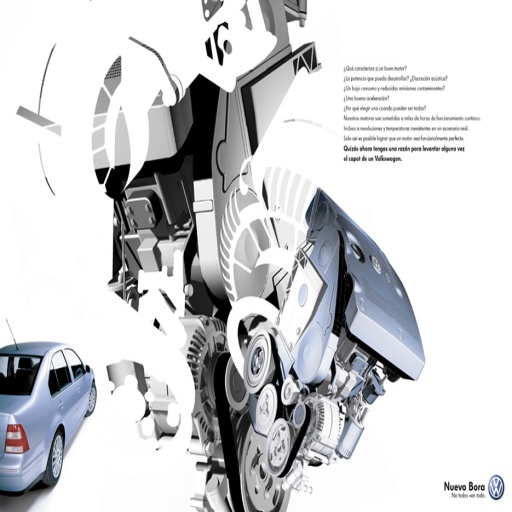 ¿Qué caracteriza a un buen motor?
¿La potencia que pueda desarrollar? ¿Discreción acústica?
¿Un bajo consumo y reducidas emisiones contaminantes?
¿Una buena aceleración?
¿Por qué elegir una cuando pueden ser todas?
Nuestros motores son sometidos a miles de horas de funcionamiento continuo.
Incluso a revoluciones y temperaturas inexistentes en un escenario real.
Solo así es posible lograr que un motor sea funcionalmente perfecto.
Quizás ahora tengas una razón para levantar alguna vez
el capot de un Volkswagen.
Nuevo Bora
No todos ven todo.